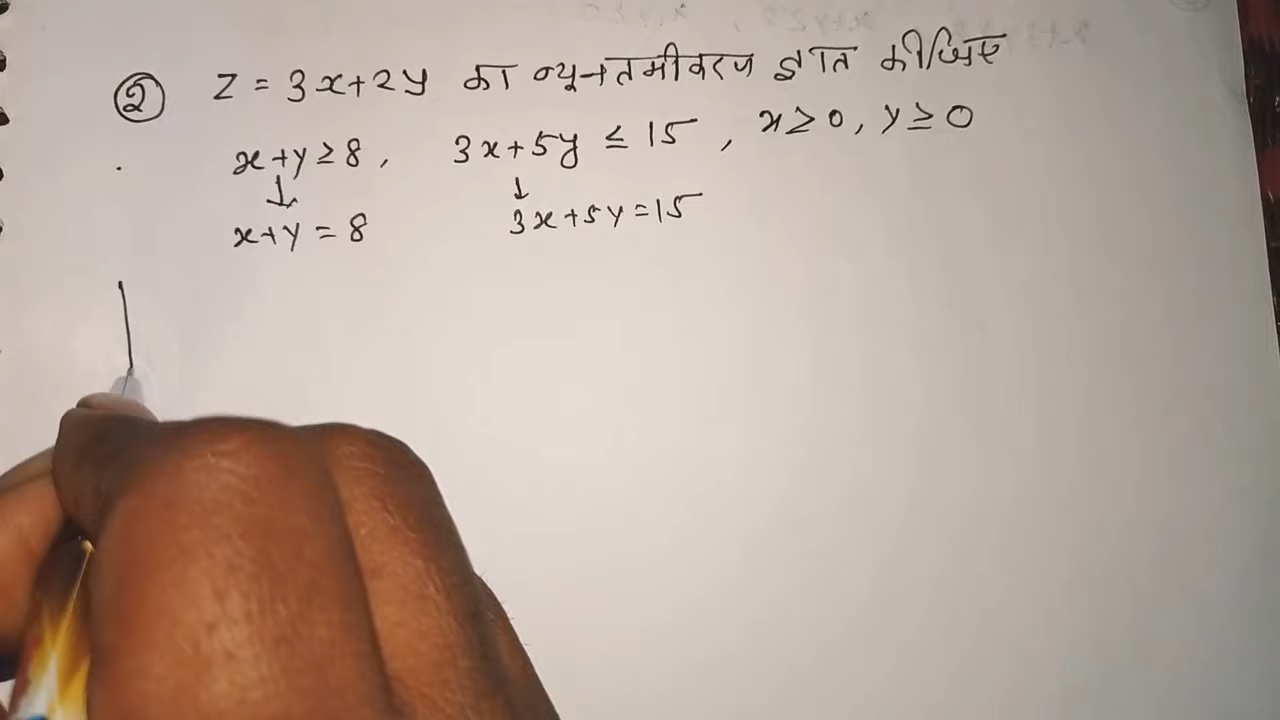 ② Z = 3x+2y का न्यूनतमीकरण ज्ञात कीजिए
x+y ≥ 8, 3x+5y ≤ 15, x ≥ 0, y ≥ 0
↓ ↓
x+y = 8 3x+5y = 15